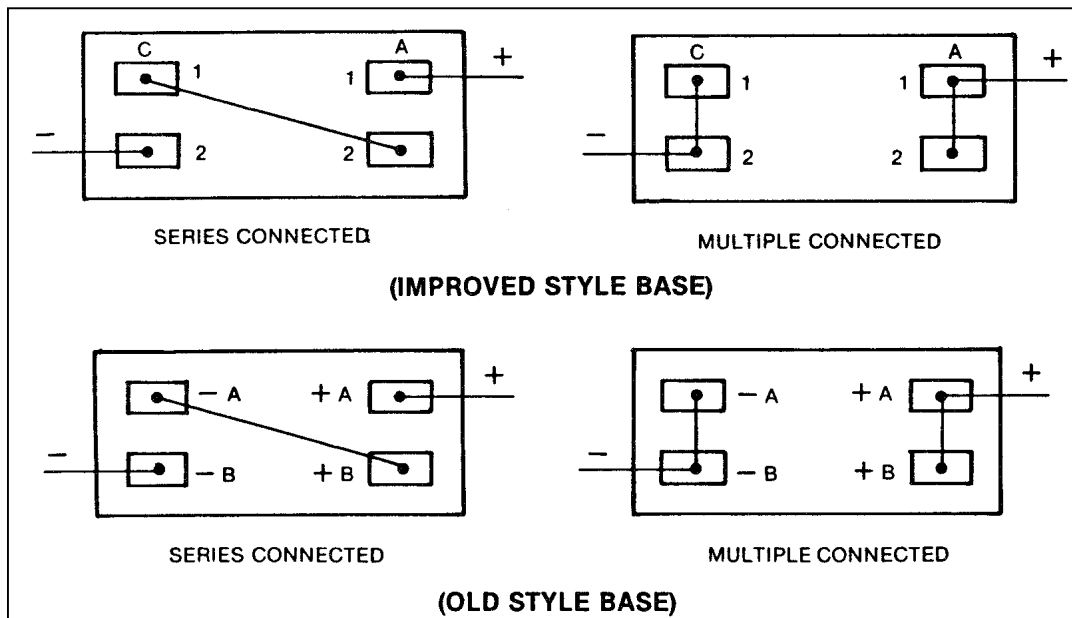 C A +
1 1
C A +
1 1
− 2 2
− 2 2
SERIES CONNECTED
MULTIPLE CONNECTED
(IMPROVED STYLE BASE)
− A + A +
− A + A +
− − B + B
− − B + B
SERIES CONNECTED
MULTIPLE CONNECTED
(OLD STYLE BASE)